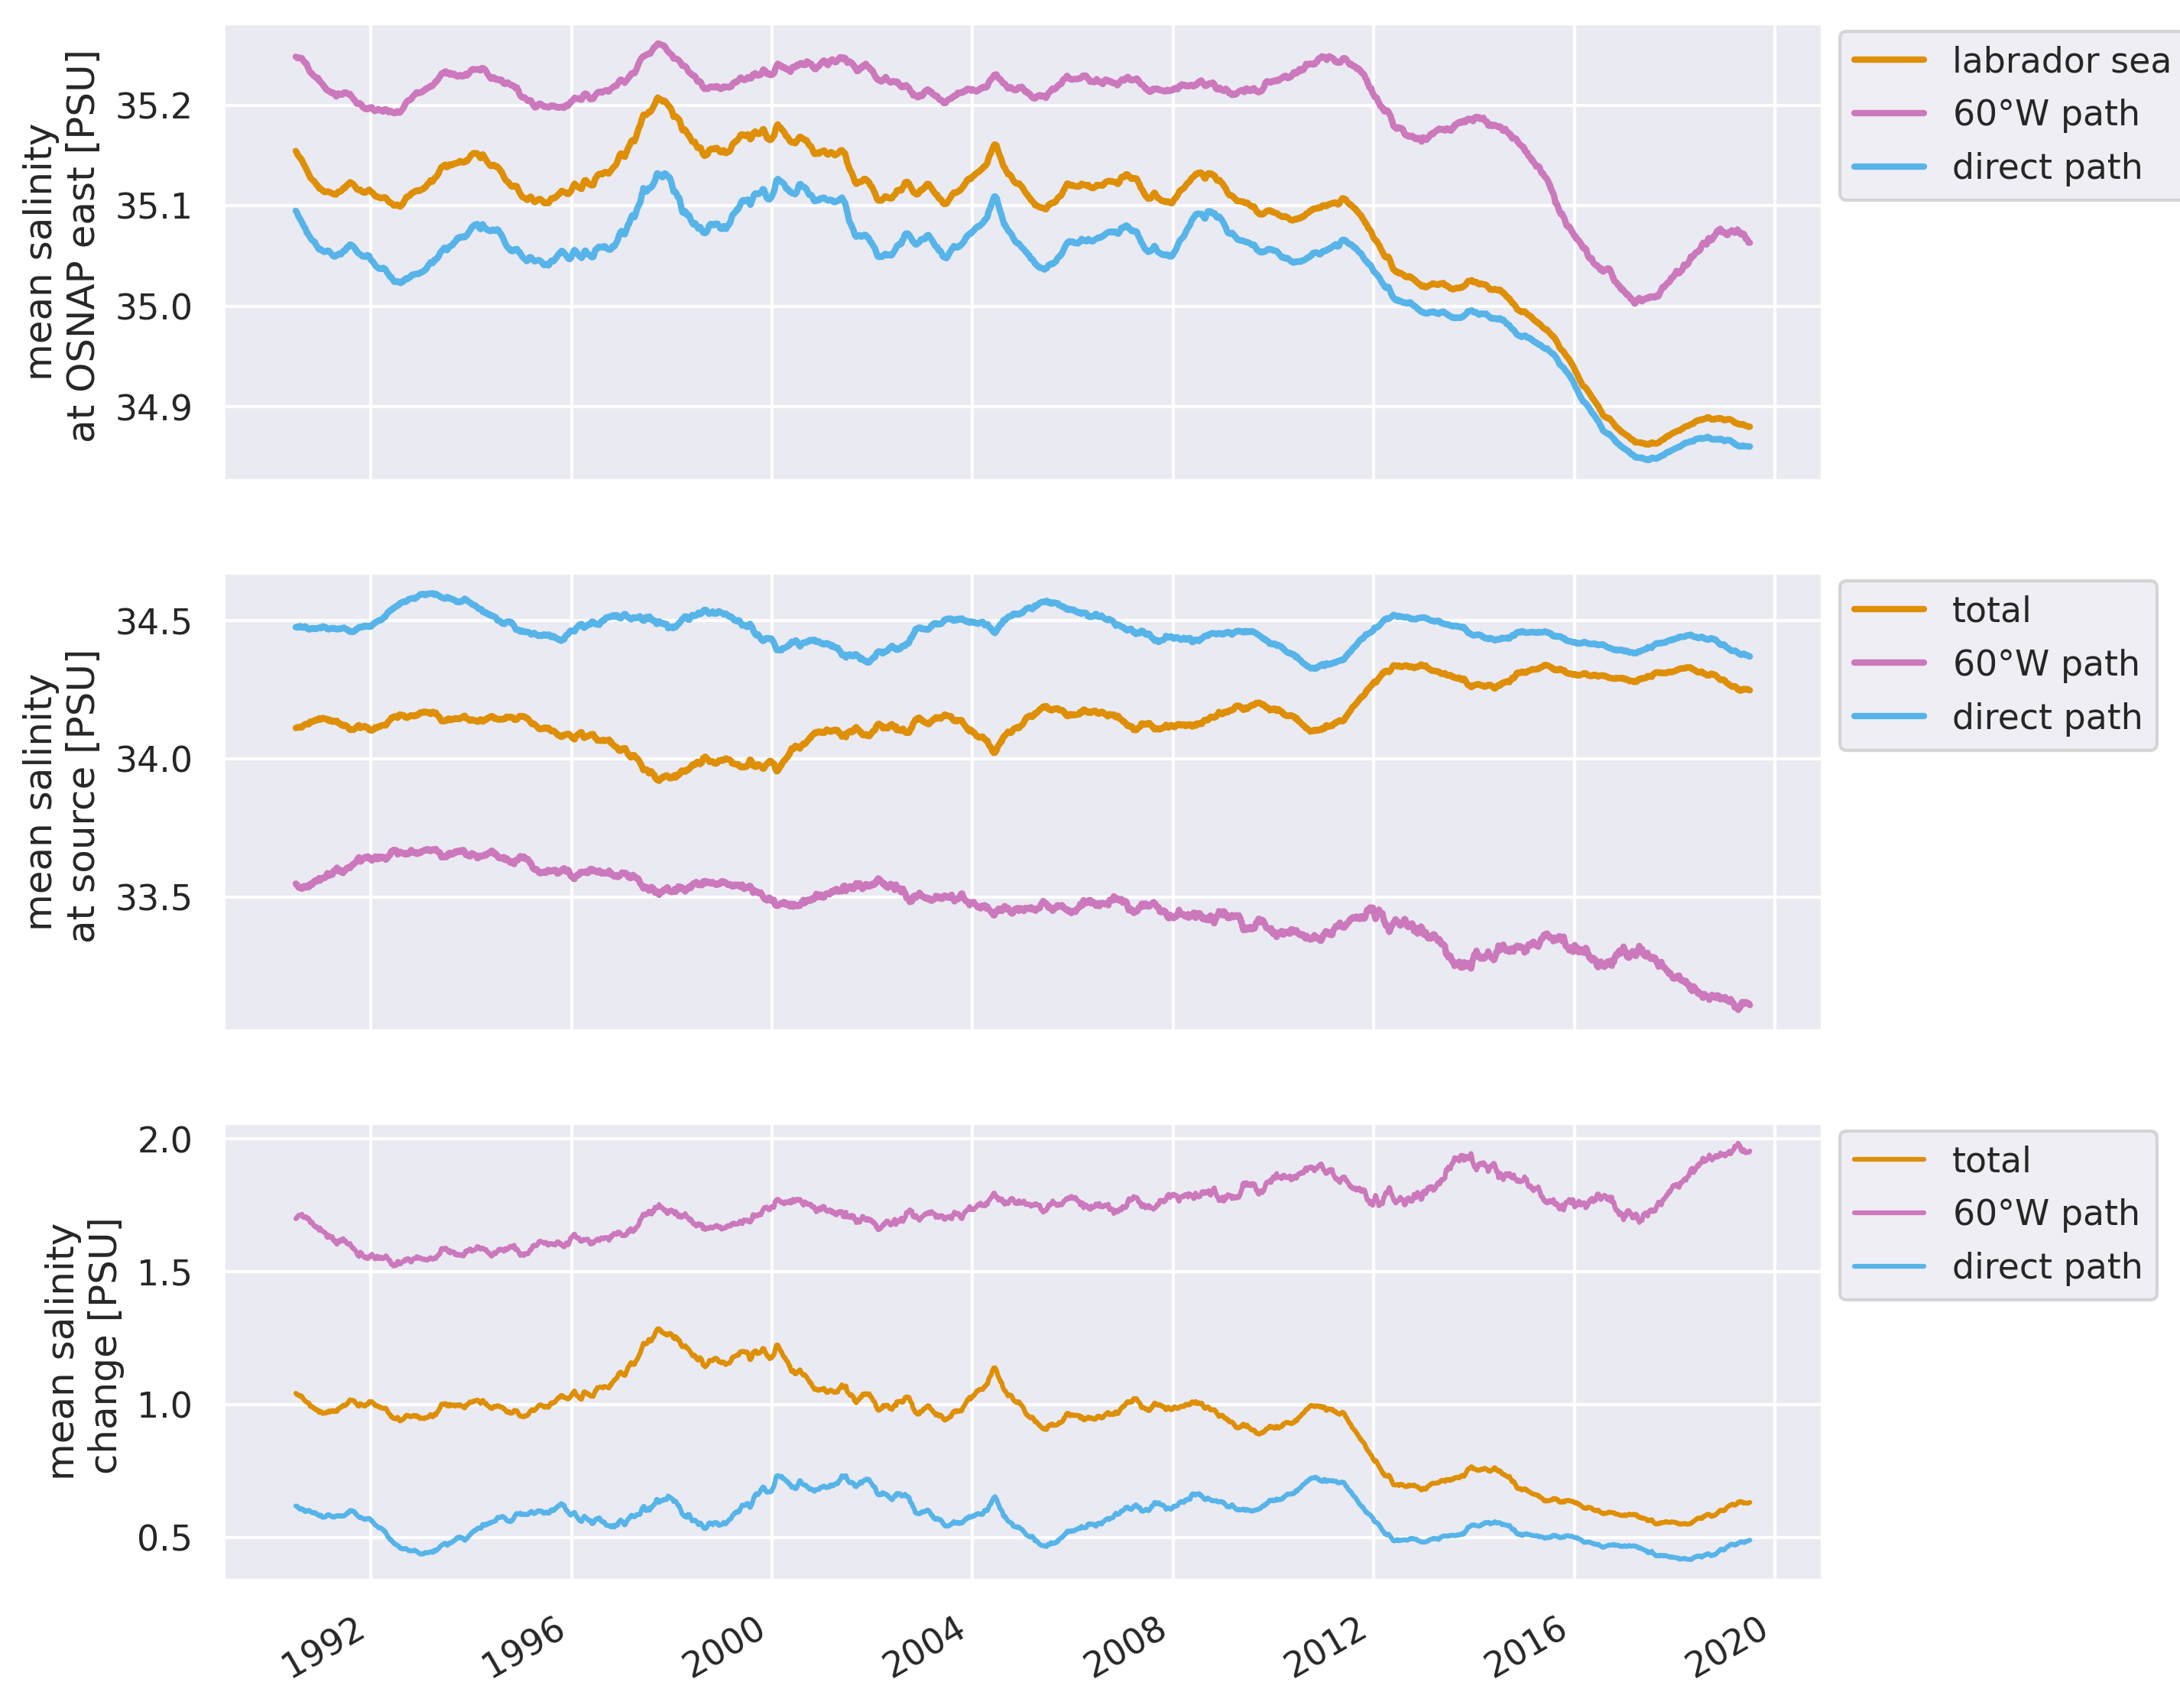 mean salinity
at OSNAP east [PSU]
35.2
35.1
35.0
34.9
labrador sea
60°W path
direct path
mean salinity
at source [PSU]
34.5
34.0
33.5
total
60°W path
direct path
mean salinity
change [PSU]
2.0
1.5
1.0
0.5
total
60°W path
direct path
1992
1996
2000
2004
2008
2012
2016
2020